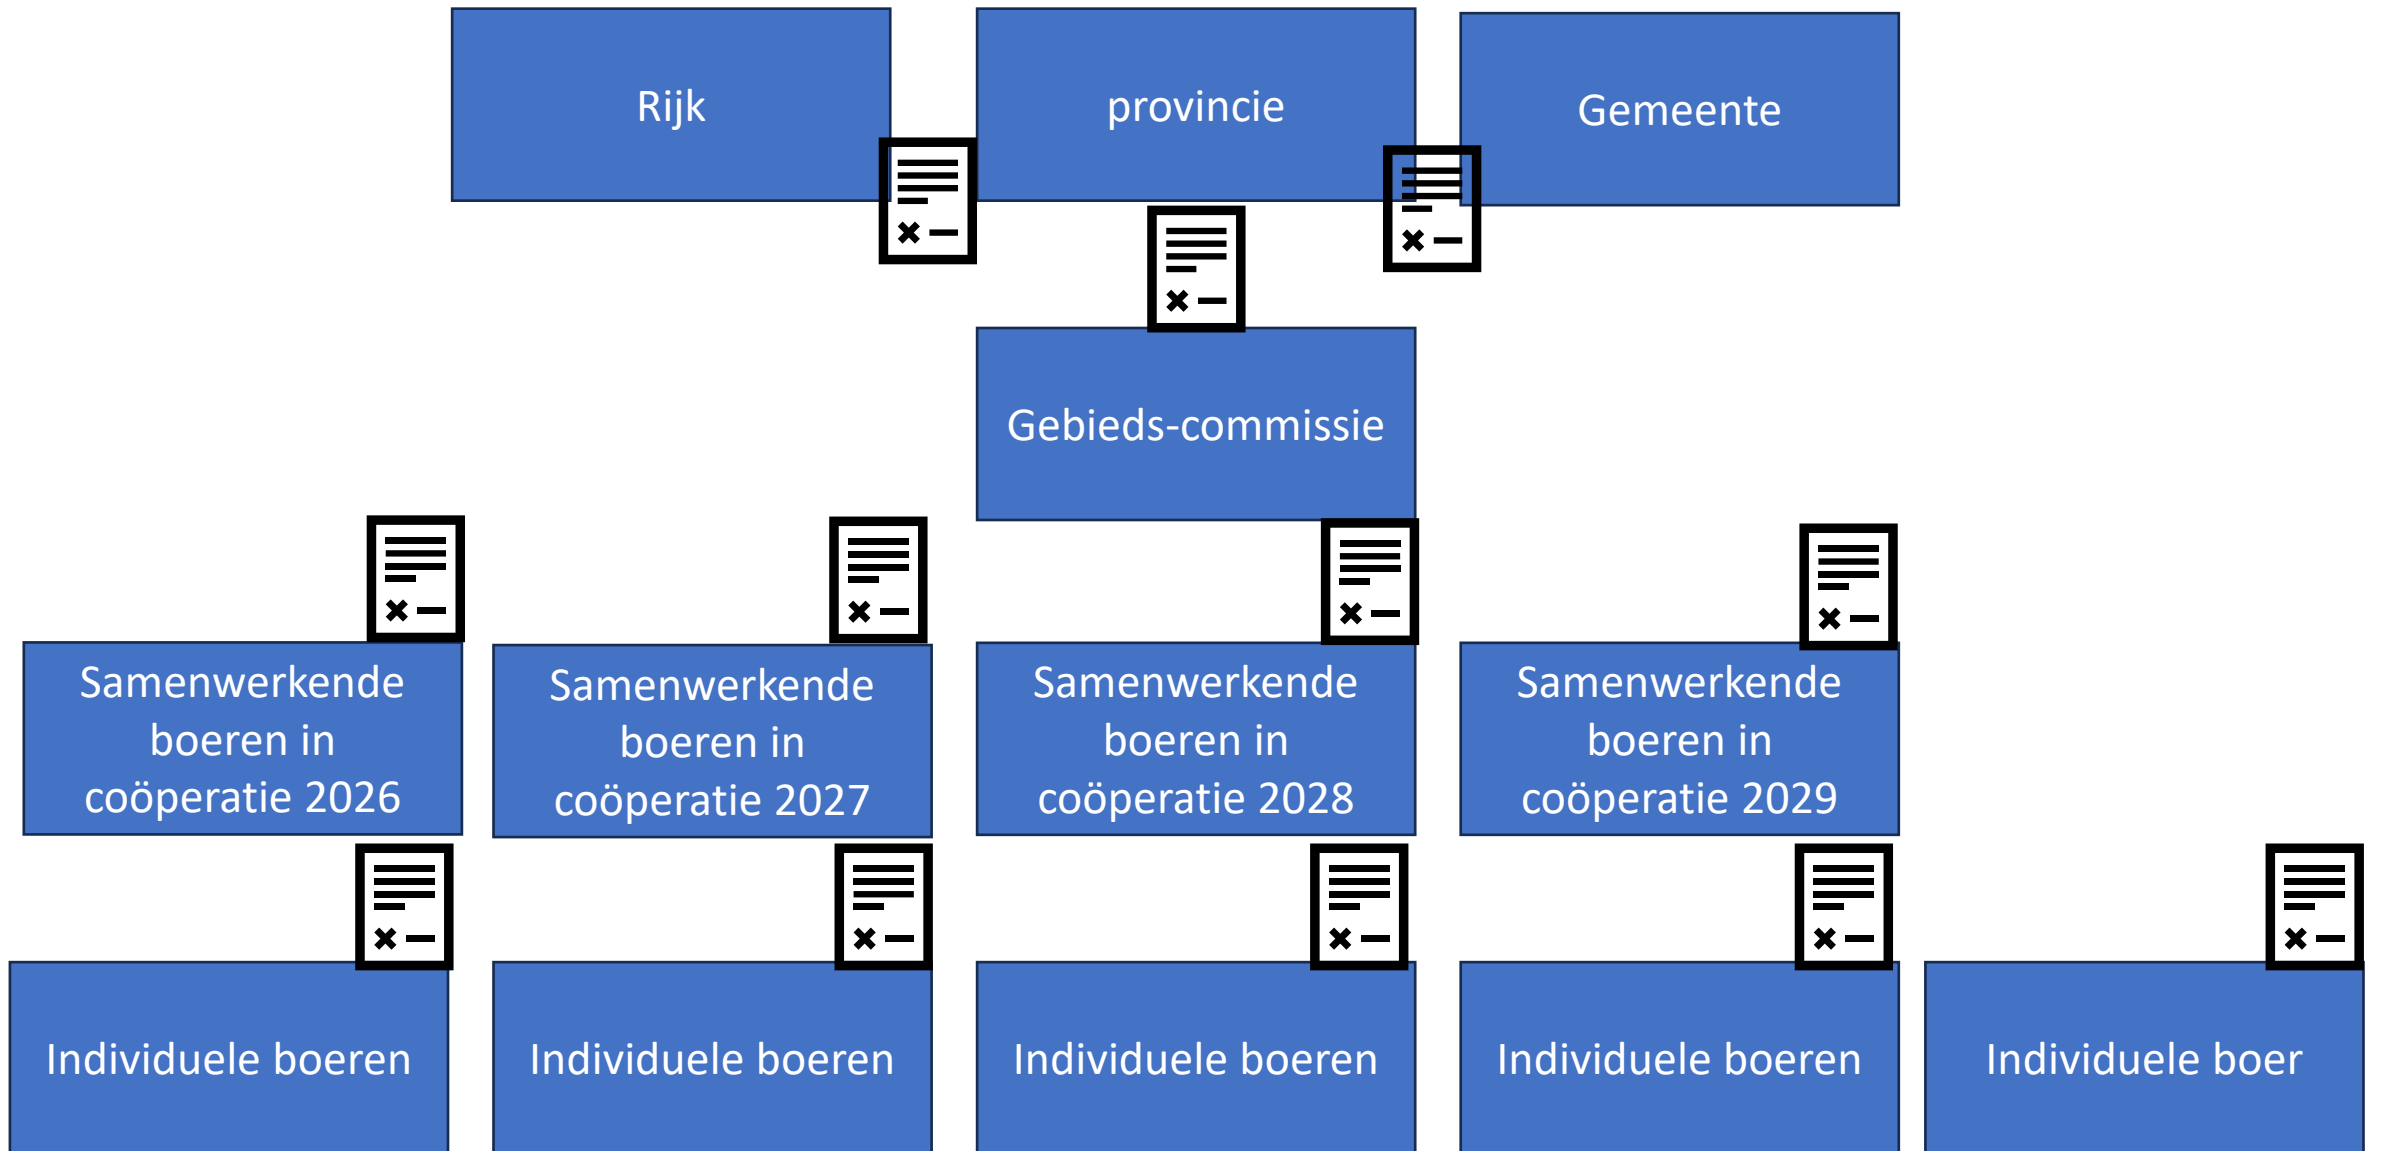 Rijk
provincie
Gemeente
Gebieds-commissie
Samenwerkende
boeren in
coöperatie 2026
Samenwerkende
boeren in
coöperatie 2027
Samenwerkende
boeren in
coöperatie 2028
Samenwerkende
boeren in
coöperatie 2029
Individuele boeren
Individuele boeren
Individuele boeren
Individuele boeren
Individuele boer